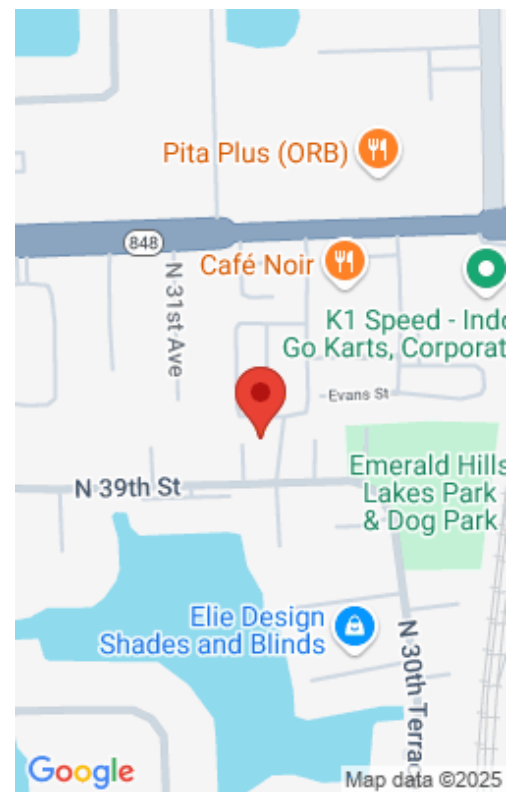 Pita Plus (ORB)
848
Café Noir
N 31st Ave
K1 Speed - Indo
Go Karts, Corporat
Evans St
Emerald Hills
Lakes Park
& Dog Park
N 39th St
Elie Design
Shades and Blinds
N 30th Terrac
Google
Map data ©2025